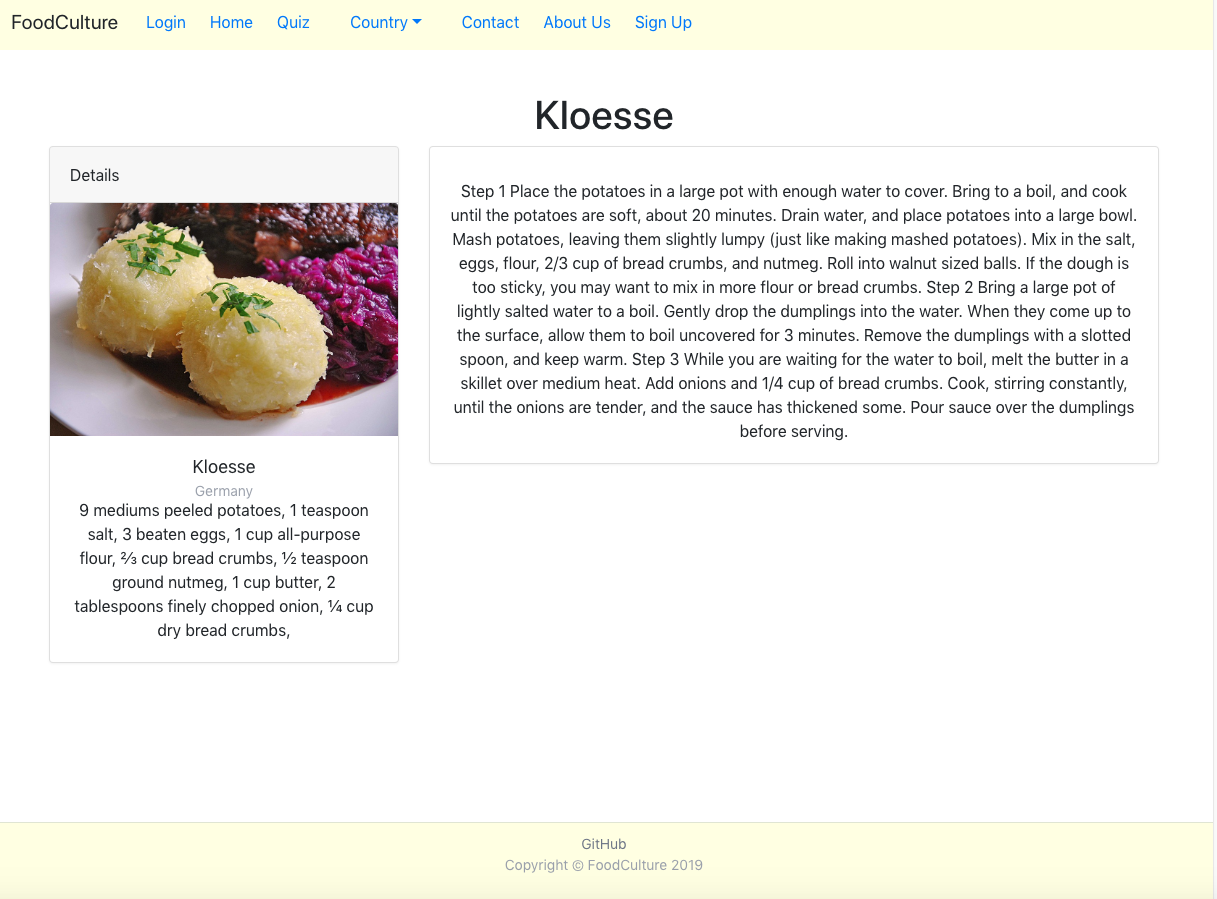 FoodCulture Login Home Quiz Country Contact About Us Sign Up
Kloesse
Details
Kloesse
Germany
9 mediums peeled potatoes, 1 teaspoon
salt, 3 beaten eggs, 1 cup all-purpose
flour, ⅔ cup bread crumbs, ½ teaspoon
ground nutmeg, 1 cup butter, 2
tablespoons finely chopped onion, ¼ cup
dry bread crumbs,
Step 1 Place the potatoes in a large pot with enough water to cover. Bring to a boil, and cook
until the potatoes are soft, about 20 minutes. Drain water, and place potatoes into a large bowl.
Mash potatoes, leaving them slightly lumpy (just like making mashed potatoes). Mix in the salt,
eggs, flour, 2/3 cup of bread crumbs, and nutmeg. Roll into walnut sized balls. If the dough is
too sticky, you may want to mix in more flour or bread crumbs. Step 2 Bring a large pot of
lightly salted water to a boil. Gently drop the dumplings into the water. When they come up to
the surface, allow them to boil uncovered for 3 minutes. Remove the dumplings with a slotted
spoon, and keep warm. Step 3 While you are waiting for the water to boil, melt the butter in a
skillet over medium heat. Add onions and 1/4 cup of bread crumbs. Cook, stirring constantly,
until the onions are tender, and the sauce has thickened some. Pour sauce over the dumplings
before serving.
GitHub
Copyright © FoodCulture 2019